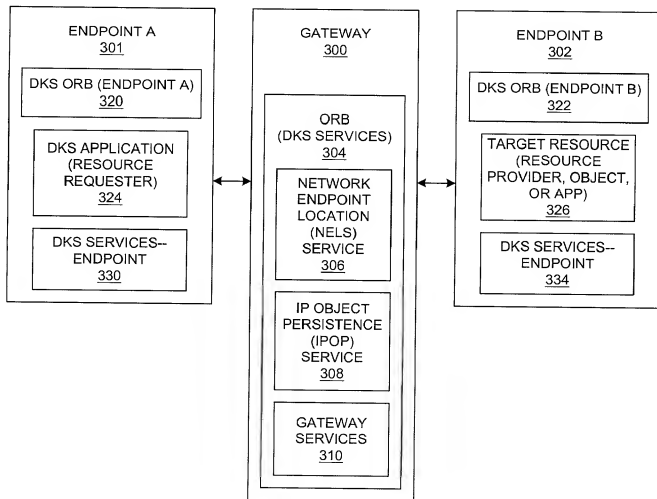 ENDPOINT A
301
DKS ORB (ENDPOINT A)
320
DKS APPLICATION
(RESOURCE
REQUESTER)
324
DKS SERVICES--
ENDPOINT
330
GATEWAY
300
ORB
(DKS SERVICES)
304
NETWORK
ENDPOINT
LOCATION
(NELS)
SERVICE
306
IP OBJECT
PERSISTENCE
(IPOP)
SERVICE
308
GATEWAY
SERVICES
310
ENDPOINT B
302
DKS ORB (ENDPOINT B)
322
TARGET RESOURCE
(RESOURCE
PROVIDER, OBJECT,
OR APP)
326
DKS SERVICES--
ENDPOINT
334